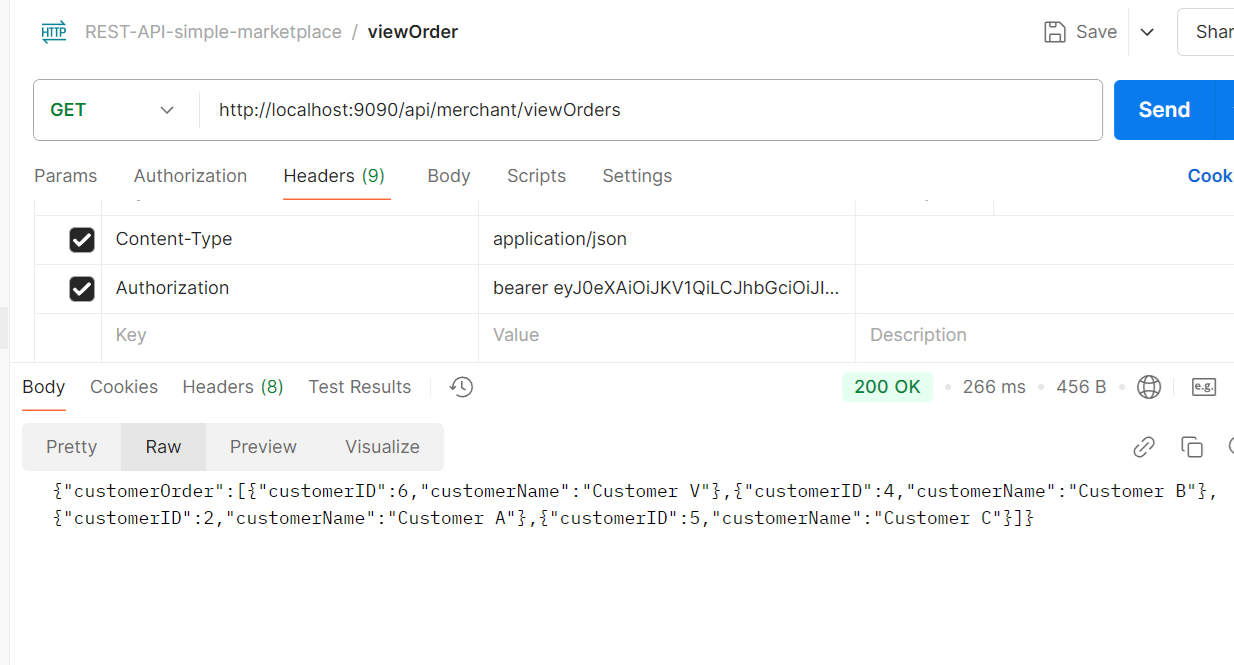 HTTP REST-API-simple-marketplace / viewOrder Save Shar
GET http://localhost:9090/api/merchant/viewOrders Send
Params Authorization Headers (9) Body Scripts Settings Cook
Content-Type application/json
Authorization bearer eyJ0eXAiOiJKV1QiLCJhbGciOiJI...
Key Value Description
Body Cookies Headers (8) Test Results 200 OK • 266 ms • 456 B • e.g.
Pretty Raw Preview Visualize
{"customerOrder":[{"customerID":6,"customerName":"Customer V"},{"customerID":4,"customerName":"Customer B"},
{"customerID":2,"customerName":"Customer A"},{"customerID":5,"customerName":"Customer C"}]}